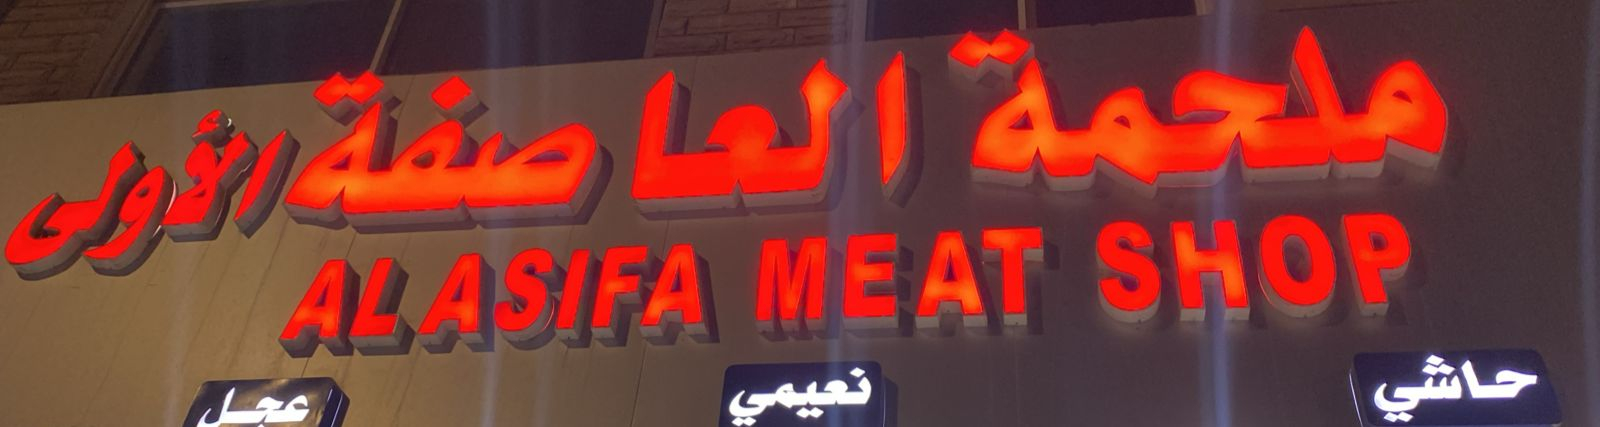 ملحمة العاصفة الأولى
AL ASIFA MEAT SHOP
حاشي
نعيمي
عجل